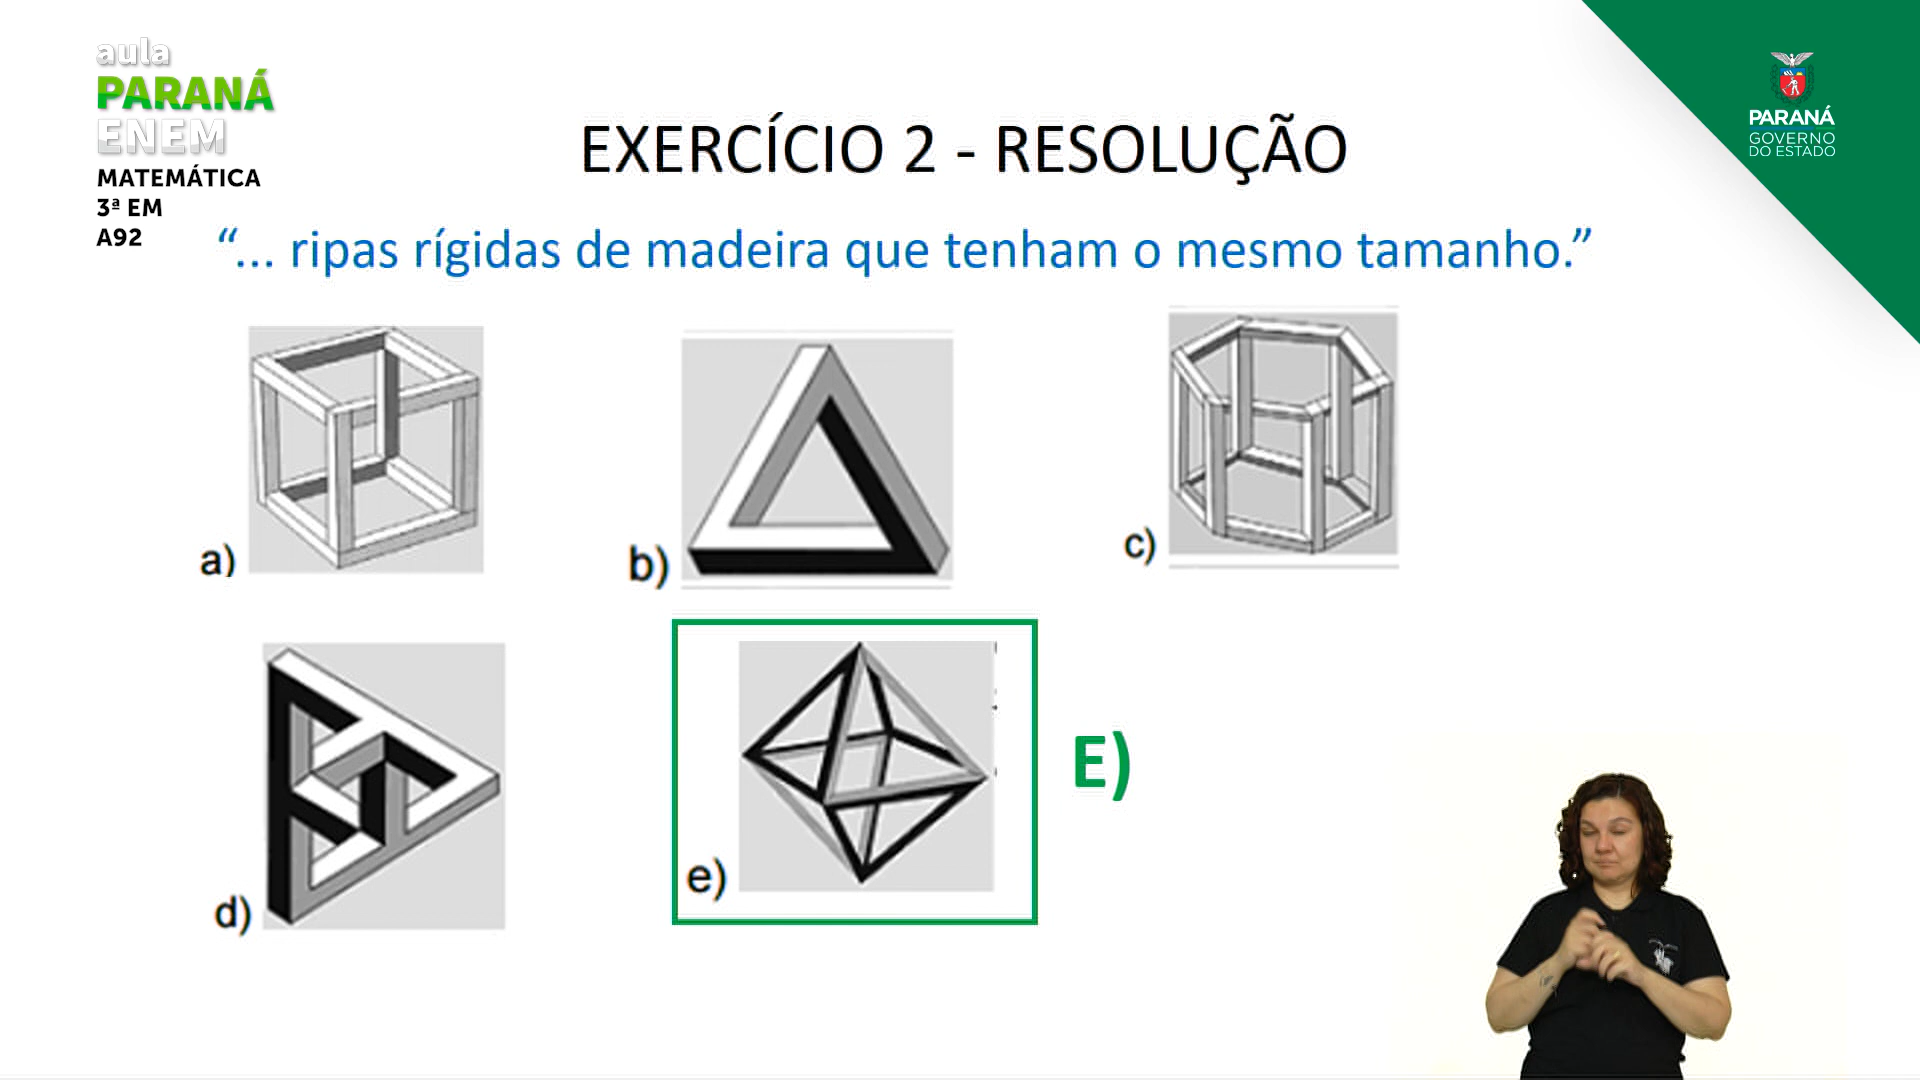 aula
PARANÁ
ENEM
MATEMÁTICA
3ª EM
A92
PARANÁ
GOVERNO
DO ESTADO
EXERCÍCIO 2 - RESOLUÇÃO
“... ripas rígidas de madeira que tenham o mesmo tamanho.”
a)
b)
c)
d)
e)
E)